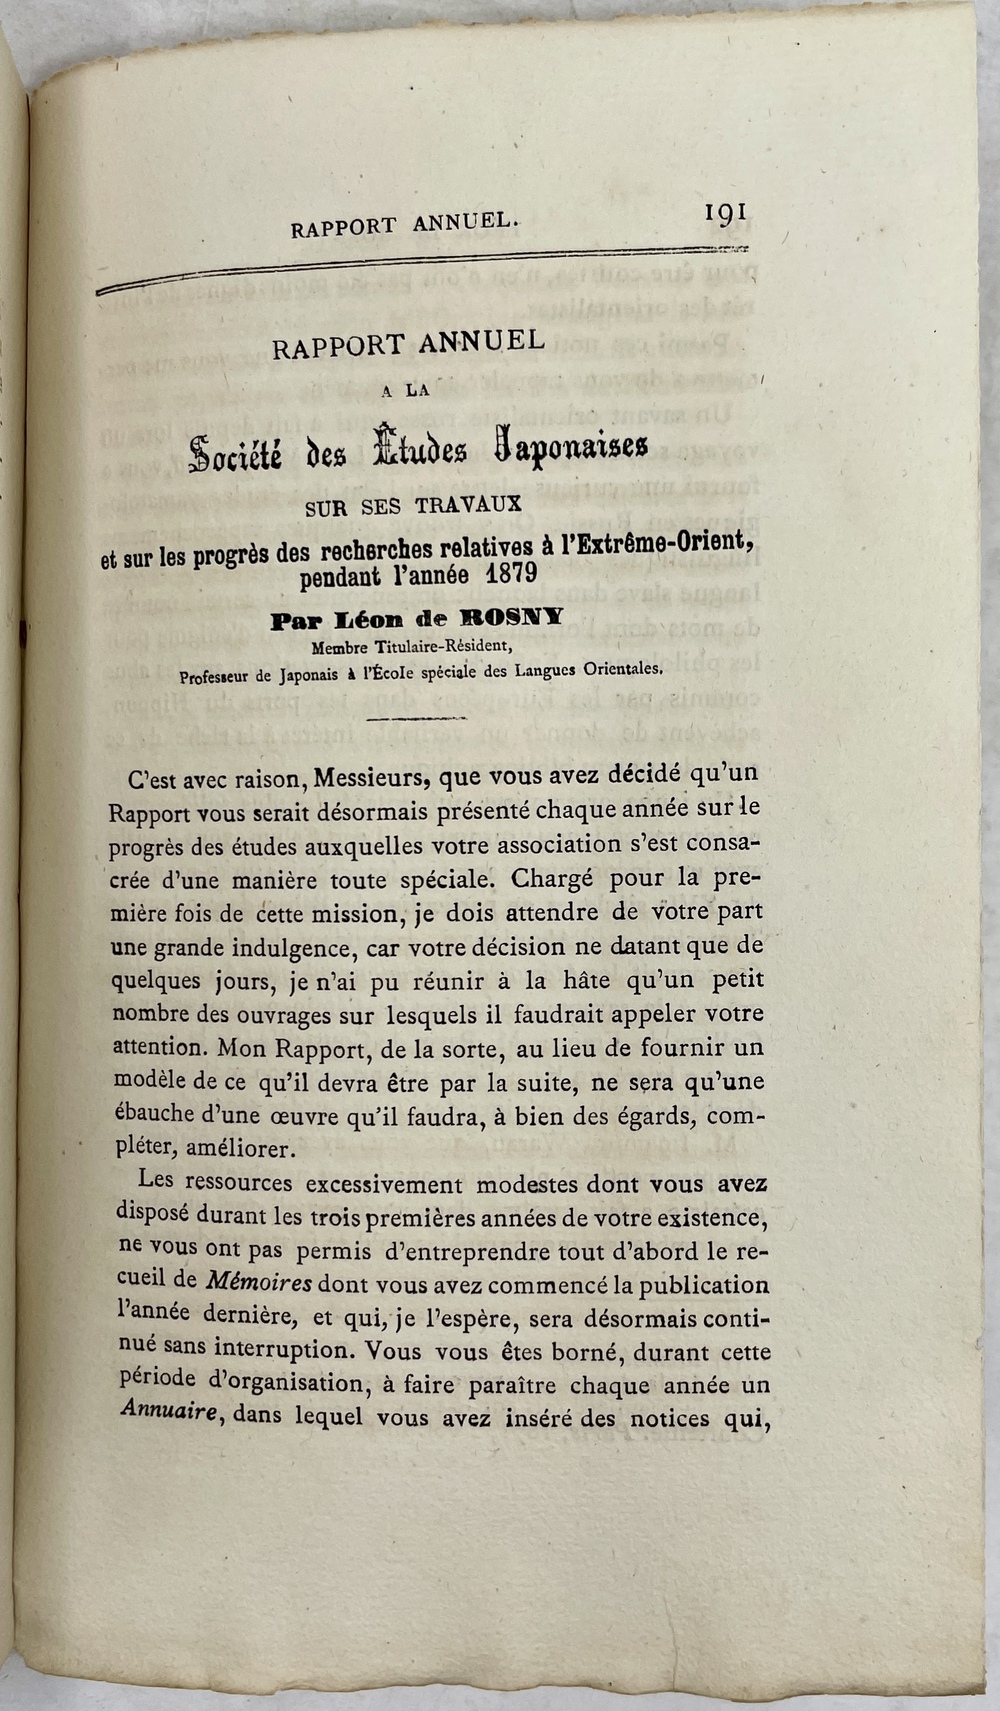 RAPPORT ANNUEL. 191
RAPPORT ANNUEL
A LA
Société des Études Japonaises
SUR SES TRAVAUX
et sur les progrès des recherches relatives à l'Extrême-Orient,
pendant l'année 1879
Par Léon de ROSNY
Membre Titulaire-Résident,
Professeur de Japonais à l'École spéciale des Langues Orientales.
C'est avec raison, Messieurs, que vous avez décidé qu'un
Rapport vous serait désormais présenté chaque année sur le
progrès des études auxquelles votre association s'est consa-
crée d'une manière toute spéciale. Chargé pour la pre-
mière fois de cette mission, je dois attendre de votre part
une grande indulgence, car votre décision ne datant que de
quelques jours, je n'ai pu réunir à la hâte qu'un petit
nombre des ouvrages sur lesquels il faudrait appeler votre
attention. Mon Rapport, de la sorte, au lieu de fournir un
modèle de ce qu'il devra être par la suite, ne sera qu'une
ébauche d'une œuvre qu'il faudra, à bien des égards, com-
pléter, améliorer.
Les ressources excessivement modestes dont vous avez
disposé durant les trois premières années de votre existence,
ne vous ont pas permis d'entreprendre tout d'abord le re-
cueil de Mémoires dont vous avez commencé la publication
l'année dernière, et qui, je l'espère, sera désormais conti-
nué sans interruption. Vous vous êtes borné, durant cette
période d'organisation, à faire paraître chaque année un
Annuaire, dans lequel vous avez inséré des notices qui,